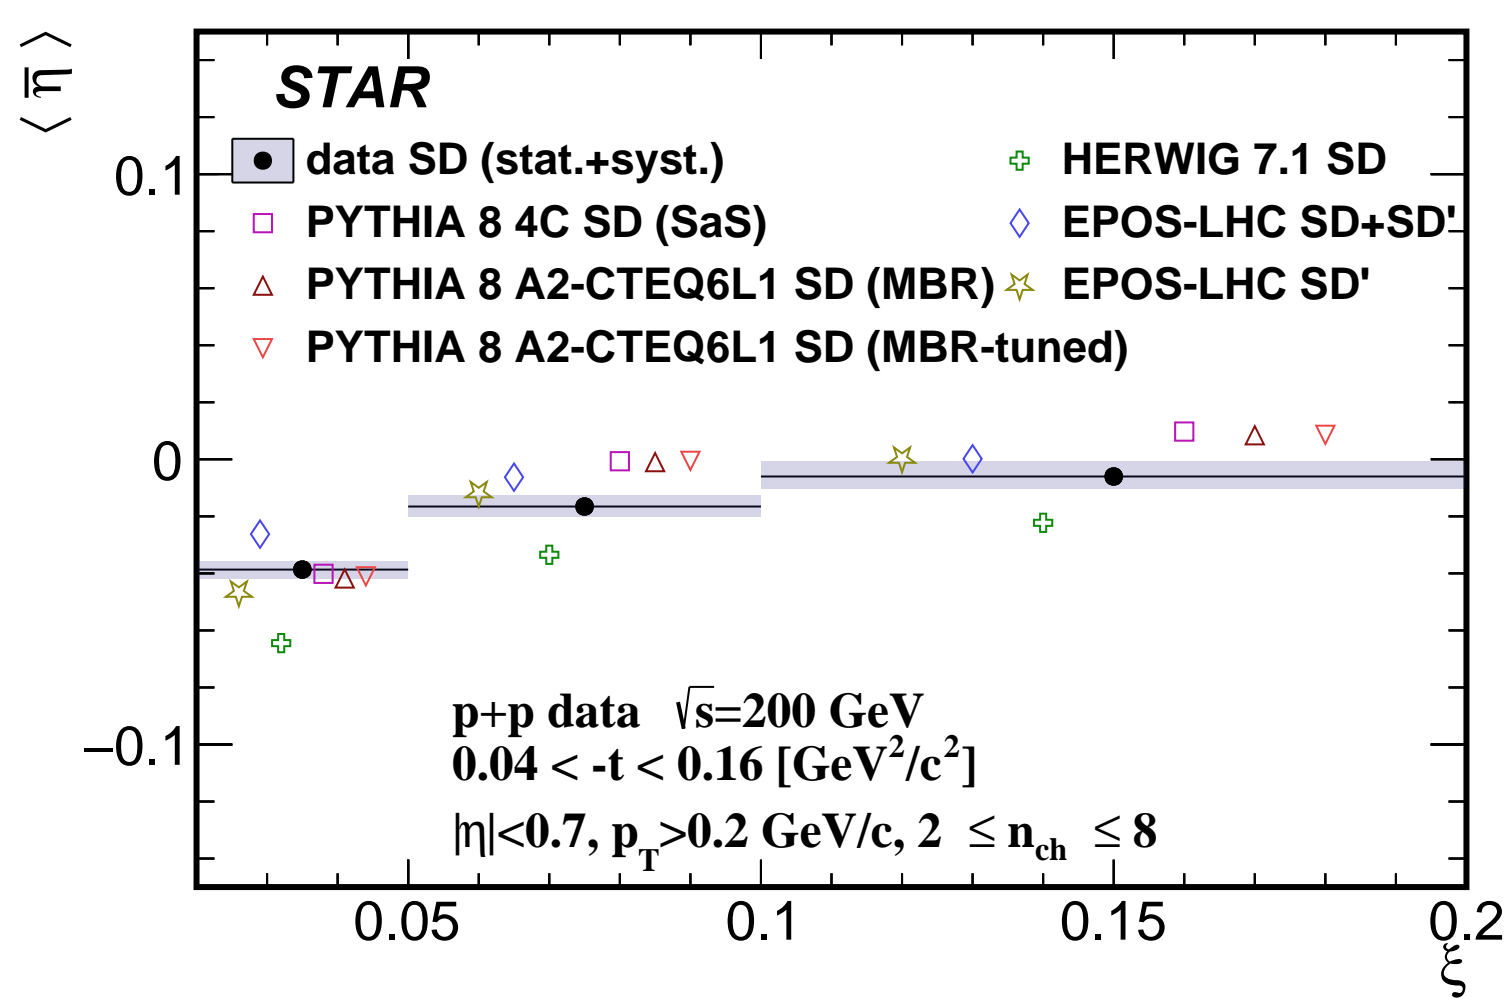 ⟨ η̄ ⟩
STAR
data SD (stat.+syst.)
PYTHIA 8 4C SD (SaS)
PYTHIA 8 A2-CTEQ6L1 SD (MBR)
PYTHIA 8 A2-CTEQ6L1 SD (MBR-tuned)
HERWIG 7.1 SD
EPOS-LHC SD+SD'
EPOS-LHC SD'
0.1
0
−0.1
p+p data √s=200 GeV
0.04 < -t < 0.16 [GeV²/c²]
|η|<0.7, p_T>0.2 GeV/c, 2 ≤ n_ch ≤ 8
0.05 0.1 0.15 0.2
ξ